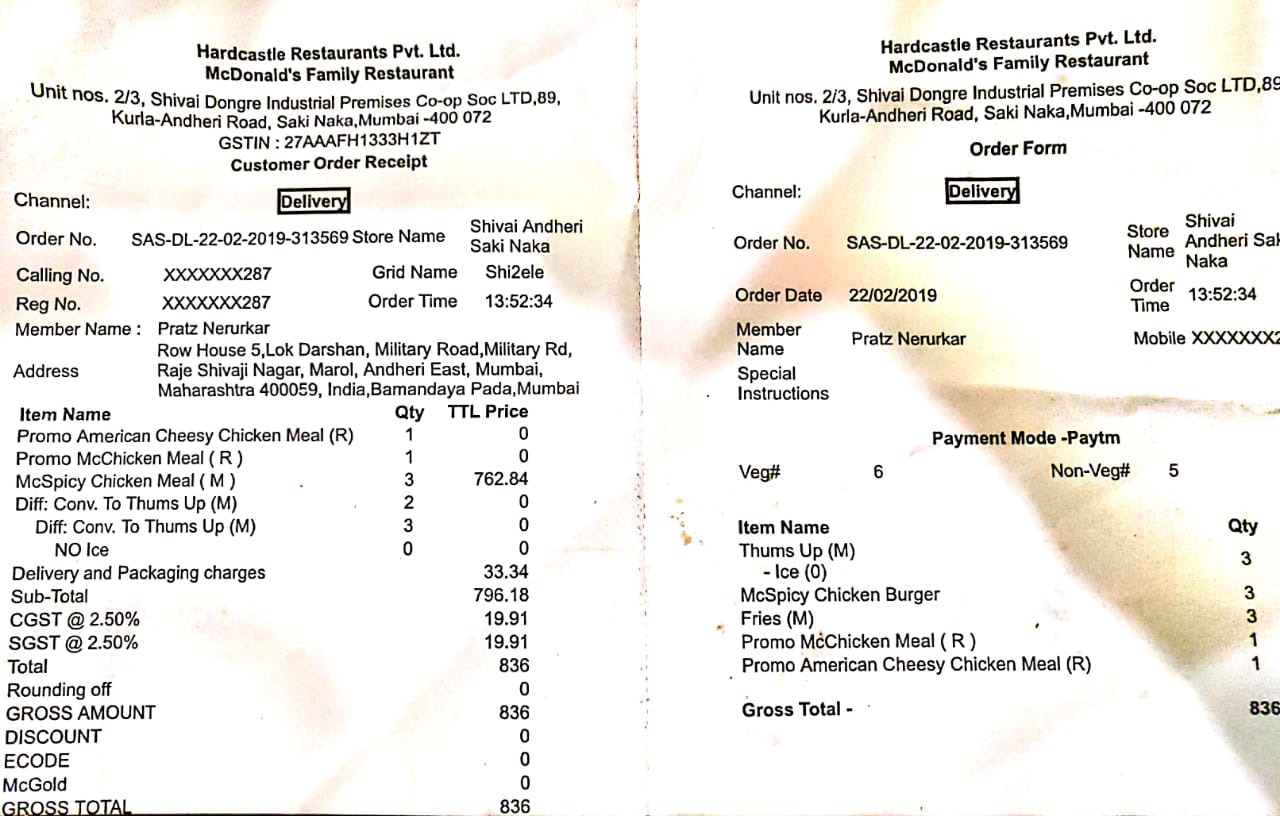 Hardcastle Restaurants Pvt. Ltd.
McDonald's Family Restaurant
Unit nos. 2/3, Shivai Dongre Industrial Premises Co-op Soc LTD,89,
Kurla-Andheri Road, Saki Naka,Mumbai -400 072
GSTIN : 27AAAFH1333H1ZT
Customer Order Receipt
Channel: Delivery
Order No. SAS-DL-22-02-2019-313569 Store Name Shivai Andheri
Saki Naka
Calling No. XXXXXXX287 Grid Name Shi2ele
Reg No. XXXXXXX287 Order Time 13:52:34
Member Name : Pratz Nerurkar
Row House 5,Lok Darshan, Military Road,Military Rd,
Address Raje Shivaji Nagar, Marol, Andheri East, Mumbai,
Maharashtra 400059, India,Bamandaya Pada,Mumbai
Item Name Qty TTL Price
Promo American Cheesy Chicken Meal (R) 1 0
Promo McChicken Meal ( R ) 1 0
McSpicy Chicken Meal ( M ) 3 762.84
Diff: Conv. To Thums Up (M) 2 0
Diff: Conv. To Thums Up (M) 3 0
NO Ice 0 0
Delivery and Packaging charges 33.34
Sub-Total 796.18
CGST @ 2.50% 19.91
SGST @ 2.50% 19.91
Total 836
Rounding off 0
GROSS AMOUNT 836
DISCOUNT 0
ECODE 0
McGold 0
GROSS TOTAL 836
Hardcastle Restaurants Pvt. Ltd.
McDonald's Family Restaurant
Unit nos. 2/3, Shivai Dongre Industrial Premises Co-op Soc LTD,89
Kurla-Andheri Road, Saki Naka,Mumbai -400 072
Order Form
Channel: Delivery
Order No. SAS-DL-22-02-2019-313569 Store Name Shivai
Andheri Sak
Naka
Order Date 22/02/2019 Order Time 13:52:34
Member Name Pratz Nerurkar Mobile XXXXXXX2
Special
Instructions
Payment Mode -Paytm
Veg# 6 Non-Veg# 5
Item Name Qty
Thums Up (M) 3
- Ice (0)
McSpicy Chicken Burger 3
Fries (M) 3
Promo McChicken Meal ( R ) 1
Promo American Cheesy Chicken Meal (R) 1
Gross Total - 836